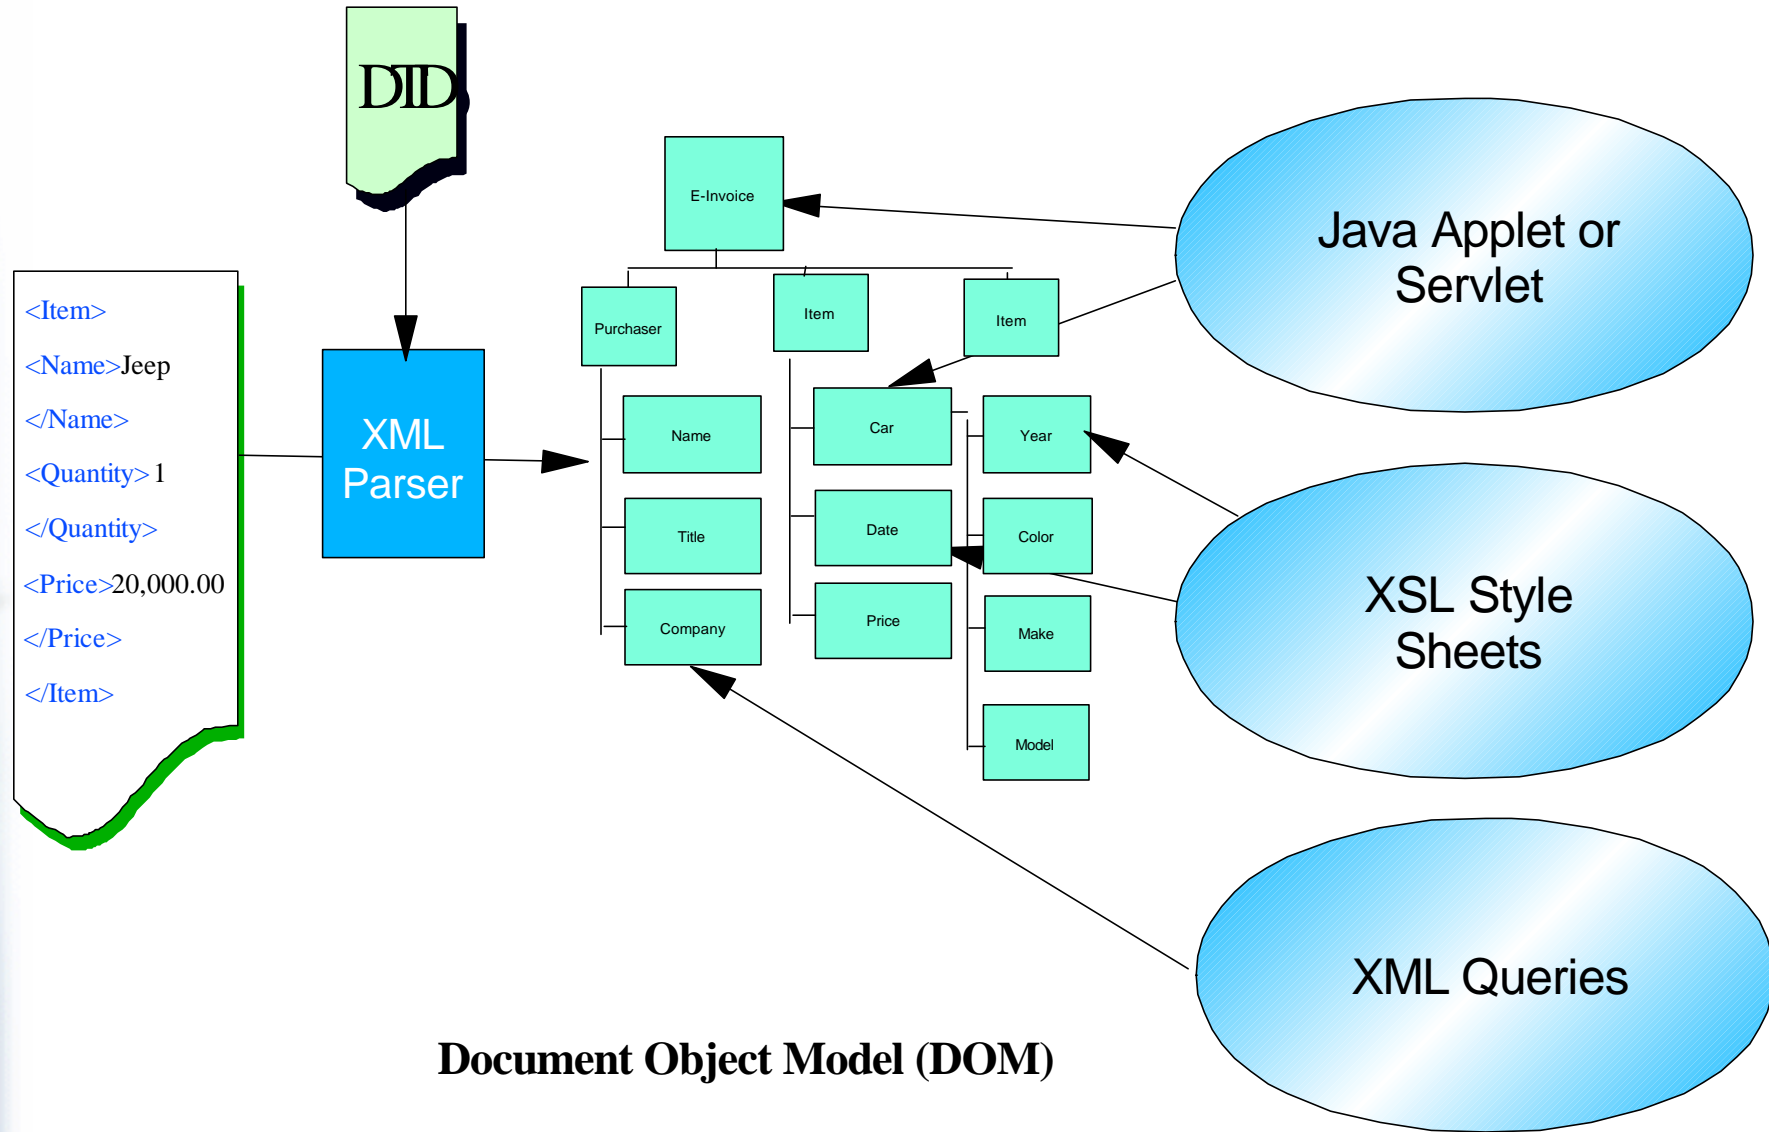 DTD
<Item>
<Name>Jeep
</Name>
<Quantity> 1
</Quantity>
<Price>20,000.00
</Price>
</Item>
XML
Parser
E-Invoice
Purchaser
Item
Item
Name
Title
Company
Car
Date
Price
Year
Color
Make
Model
Java Applet or
Servlet
XSL Style
Sheets
XML Queries
Document Object Model (DOM)